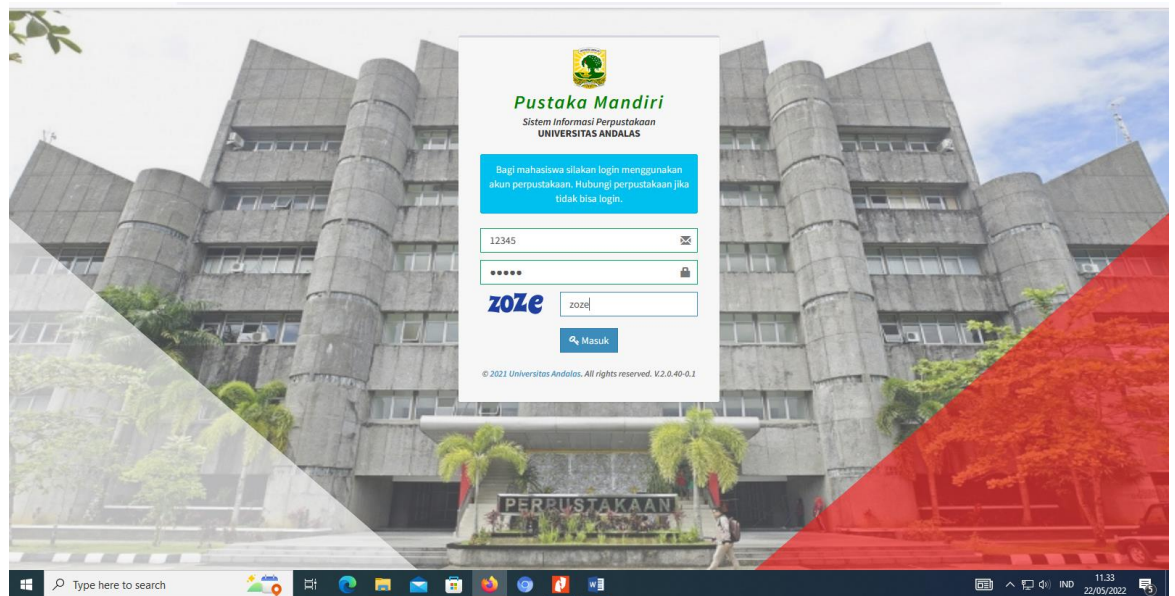 Pustaka Mandiri
Sistem Informasi Perpustakaan
UNIVERSITAS ANDALAS
Bagi mahasiswa silakan login menggunakan
akun perpustakaan. Hubungi perpustakaan jika
tidak bisa login.
12345
zoze
zoze
Masuk
© 2021 Universitas Andalas. All rights reserved. V.2.0.40-0.1
PERPUSTAKAAN
Type here to search
IND
11.33
22/05/2022
5